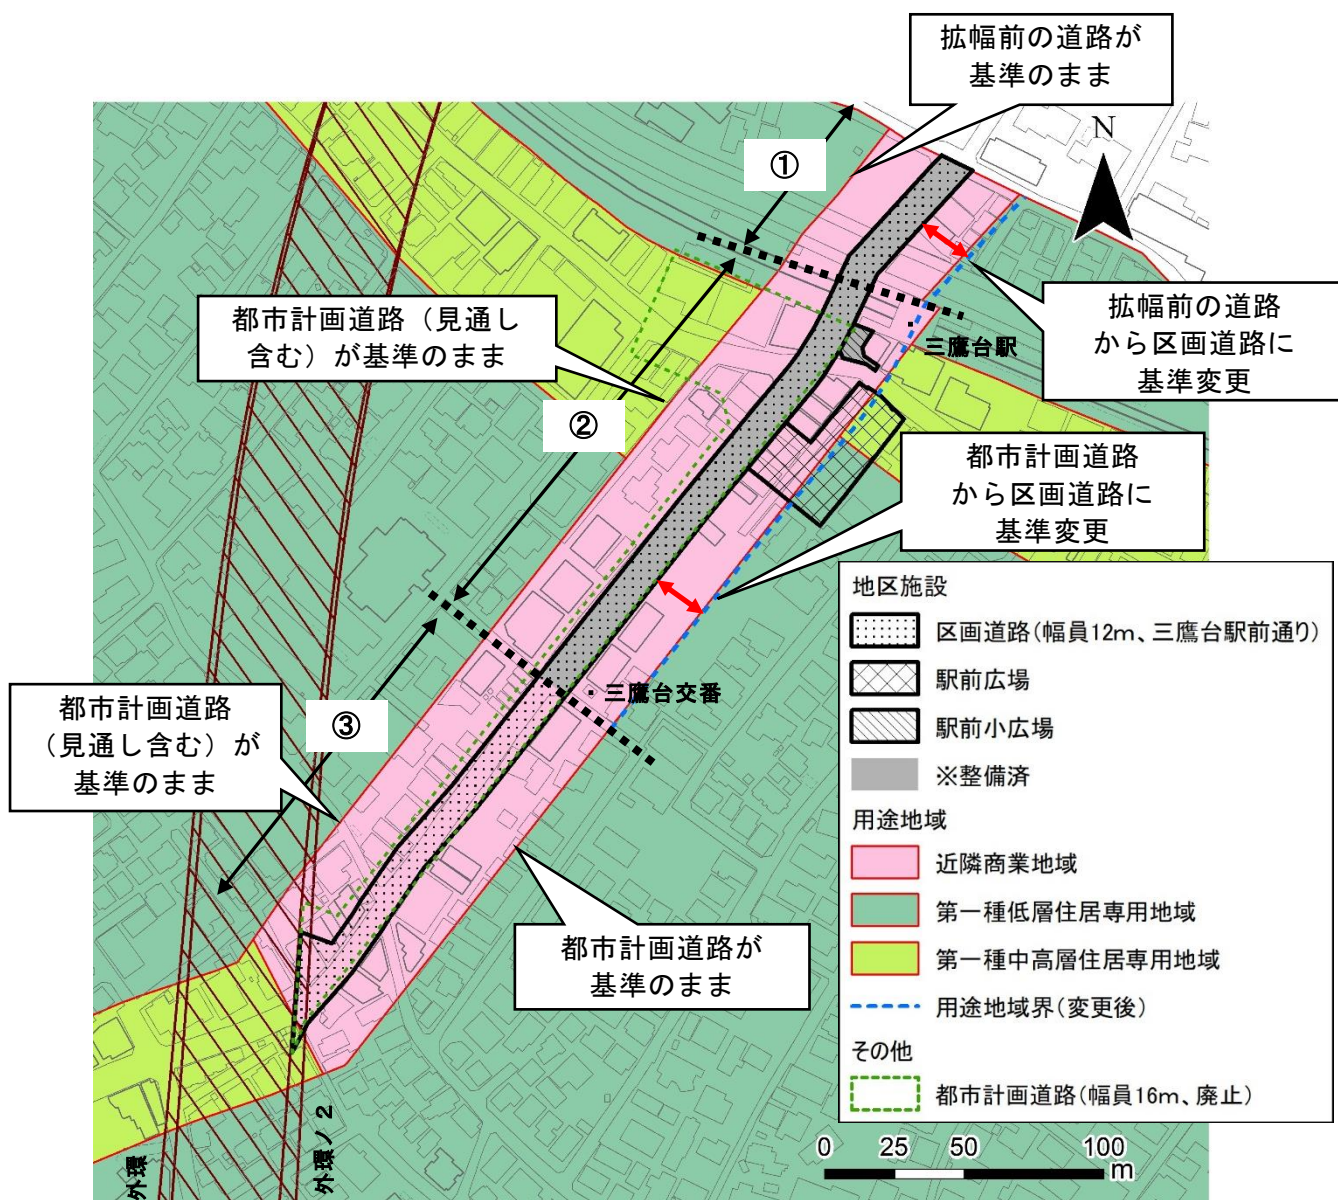 拡幅前の道路が
基準のまま
N
①
拡幅前の道路
から区画道路に
基準変更
都市計画道路（見通し
含む）が基準のまま
三鷹台駅
②
都市計画道路
から区画道路に
基準変更
三鷹台交番
都市計画道路
（見通し含む）が
基準のまま
③
都市計画道路が
基準のまま
外環
外環ノ2
地区施設
区画道路(幅員12m、三鷹台駅前通り)
駅前広場
駅前小広場
※整備済
用途地域
近隣商業地域
第一種低層住居専用地域
第一種中高層住居専用地域
用途地域界(変更後)
その他
都市計画道路(幅員16m、廃止)
0 25 50 100
m